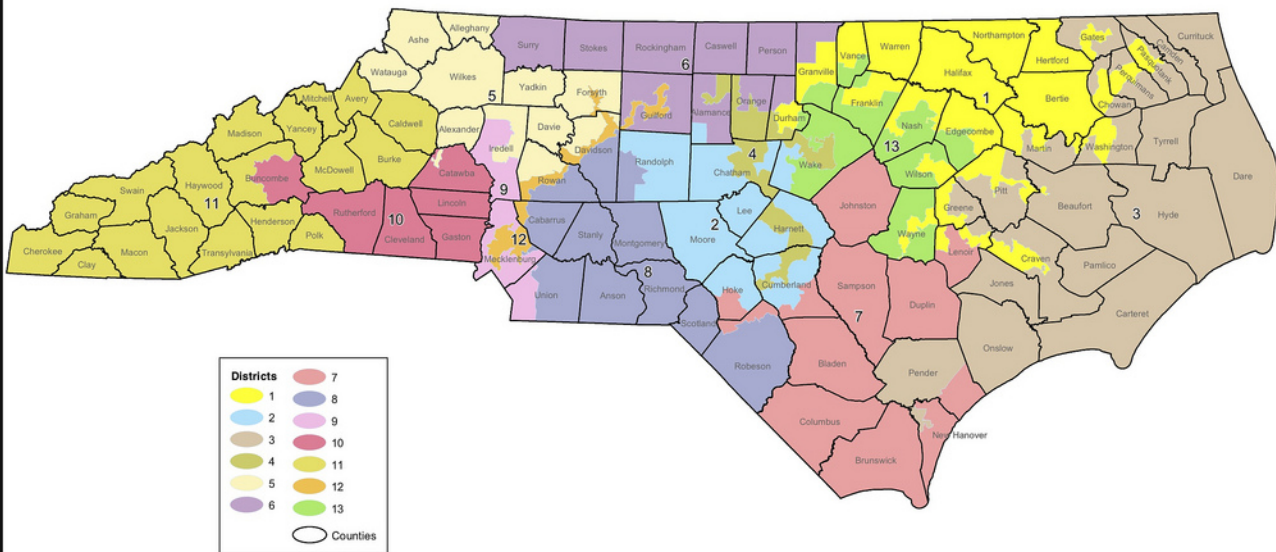 Ashe
Alleghany
Surry
Stokes
Rockingham
Caswell
Person
Vance
Warren
Northampton
Gates
Currituck
Camden
Pasquotank
Perquimans
Hertford
Halifax
Granville
Watauga
Wilkes
Yadkin
Forsyth
Guilford
Alamance
Orange
Durham
Franklin
Bertie
Chowan
6
5
1
Mitchell
Avery
Caldwell
Alexander
Iredell
Davie
Davidson
Randolph
Chatham
4
Wake
Nash
13
Edgecombe
Martin
Washington
Tyrrell
Dare
Madison
Yancey
Burke
McDowell
Buncombe
Catawba
Rowan
Wilson
Pitt
Greene
Beaufort
3
Hyde
Swain
Haywood
11
Rutherford
10
Lincoln
9
Cleveland
Gaston
Cabarrus
Stanly
Montgomery
Moore
2
Lee
Harnett
Johnston
Wayne
Lenoir
Craven
Pamlico
Graham
Jackson
Henderson
Polk
Transylvania
Macon
Cherokee
Clay
12
Mecklenburg
Union
Anson
8
Richmond
Scotland
Hoke
Cumberland
Sampson
7
Duplin
Jones
Carteret
Onslow
Robeson
Bladen
Pender
Columbus
New Hanover
Brunswick
Districts
1
2
3
4
5
6
7
8
9
10
11
12
13
Counties